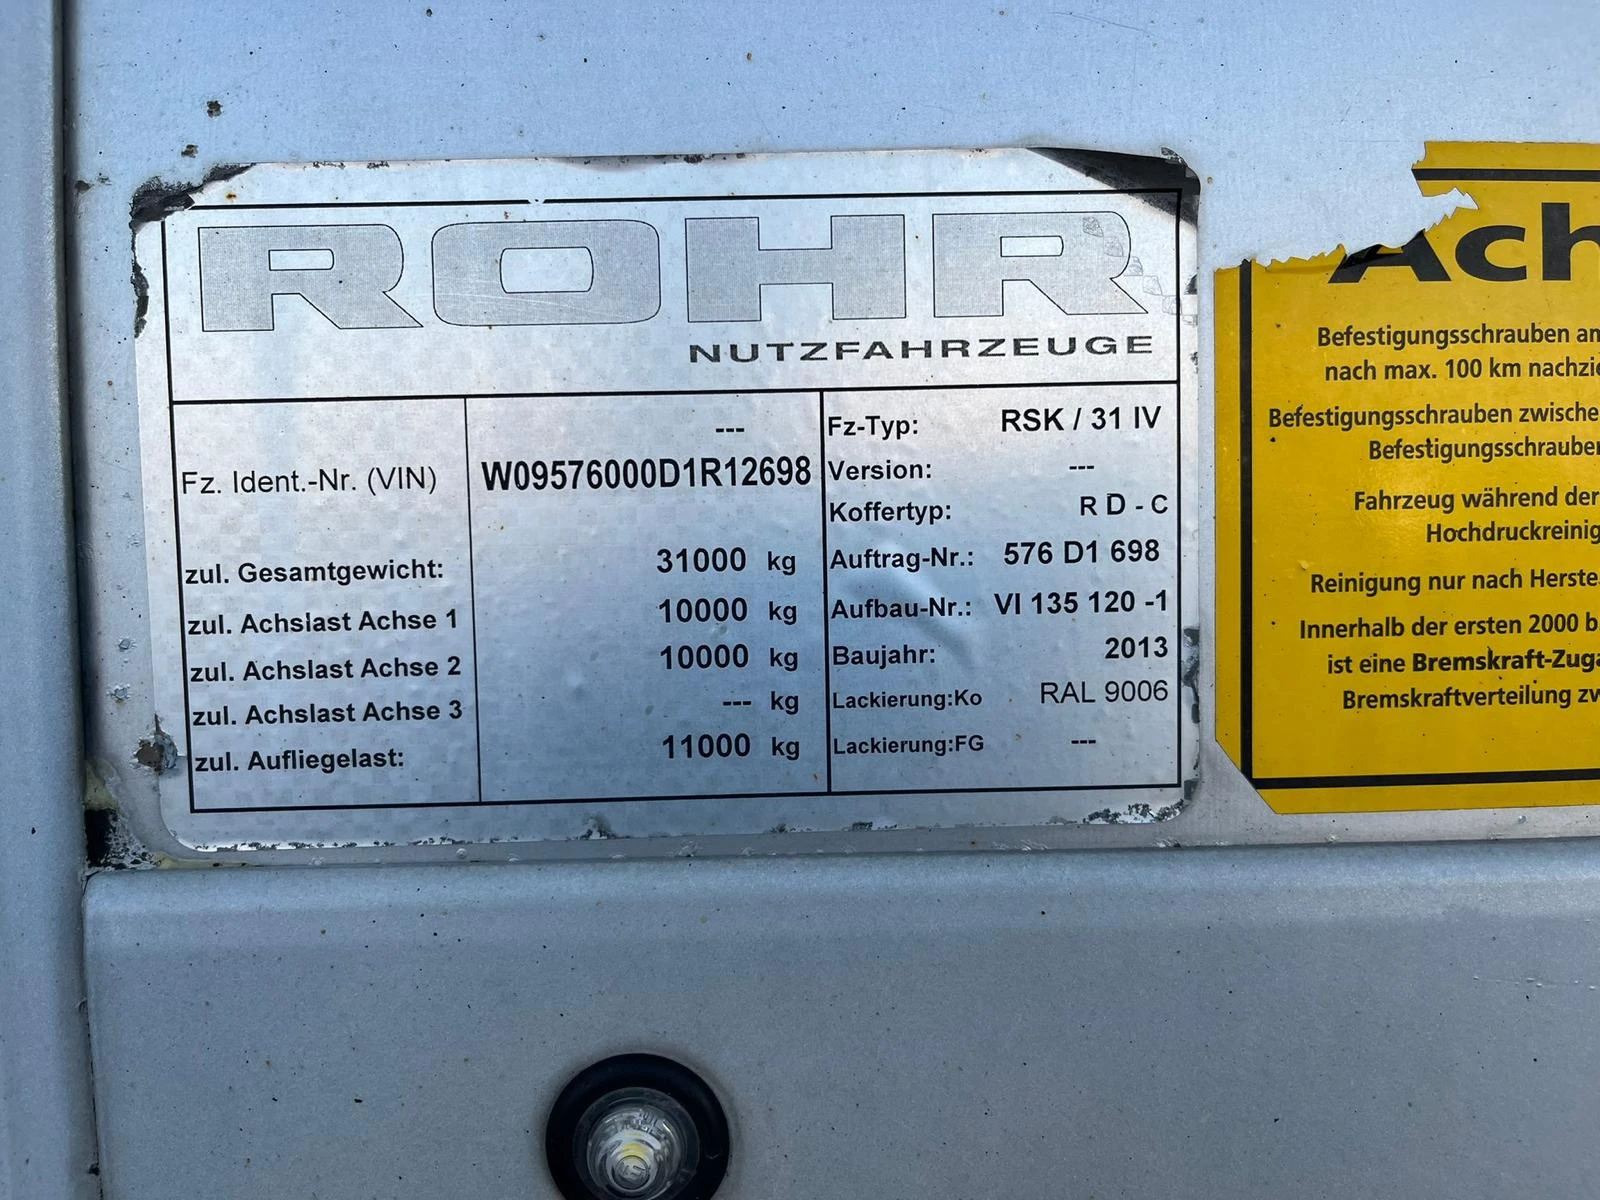 ROHR
NUTZFAHRZEUGE
---
Fz. Ident.-Nr. (VIN) W09576000D1R12698
zul. Gesamtgewicht: 31000 kg
zul. Achslast Achse 1 10000 kg
zul. Achslast Achse 2 10000 kg
zul. Achslast Achse 3 --- kg
zul. Aufliegelast: 11000 kg
Fz-Typ: RSK / 31 IV
Version: ---
Koffertyp: R D - C
Auftrag-Nr.: 576 D1 698
Aufbau-Nr.: VI 135 120 -1
Baujahr: 2013
Lackierung:Ko RAL 9006
Lackierung:FG ---
Ach
Befestigungsschrauben an
nach max. 100 km nachzie
Befestigungsschrauben zwische
Befestigungsschrauben
Fahrzeug während der
Hochdruckreinig
Reinigung nur nach Herste
Innerhalb der ersten 2000 b
ist eine Bremskraft-Zuga
Bremskraftverteilung zw